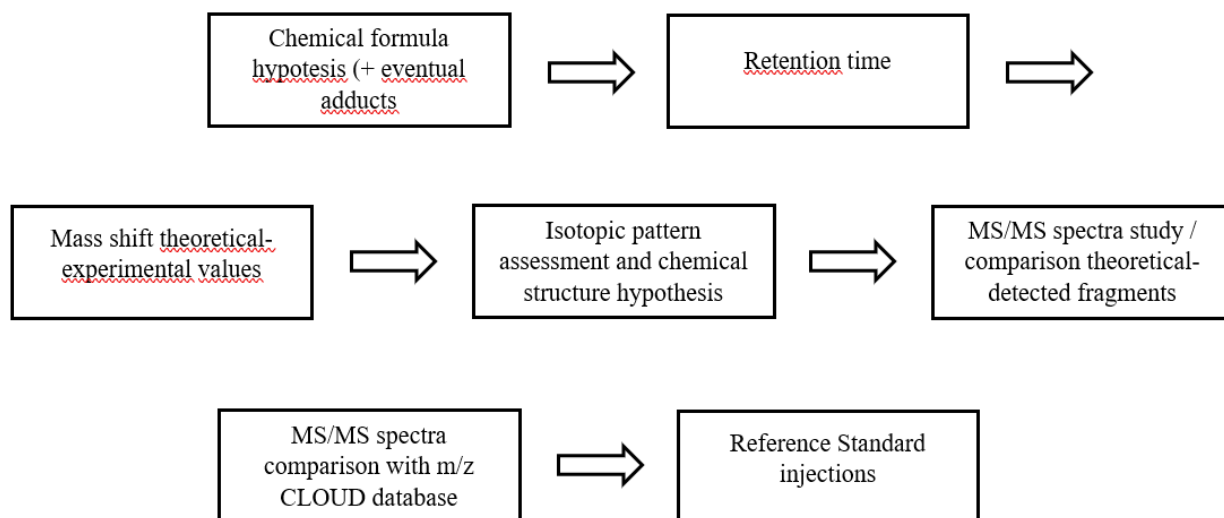 Chemical formula
hypotesis (+ eventual
adducts
Retention time
Mass shift theoretical-
experimental values
Isotopic pattern
assessment and chemical
structure hypothesis
MS/MS spectra study /
comparison theoretical-
detected fragments
MS/MS spectra
comparison with m/z
CLOUD database
Reference Standard
injections